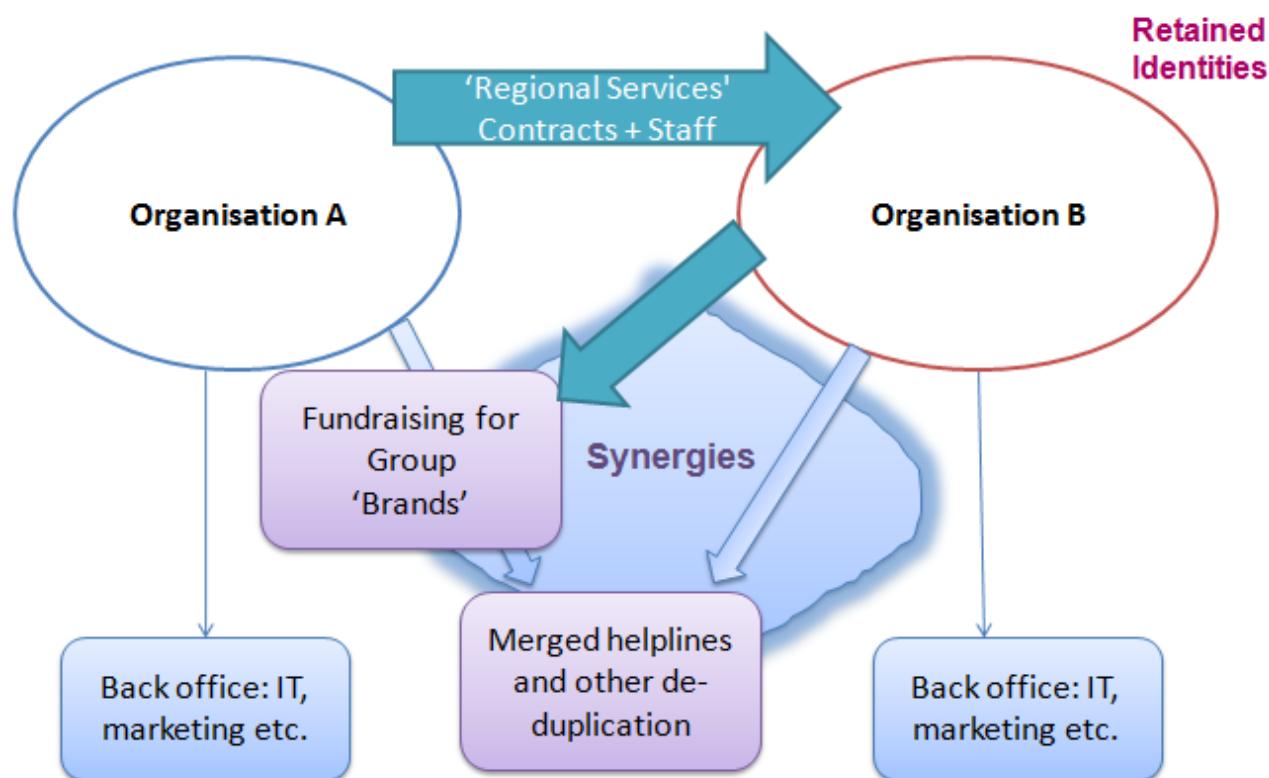 Retained
Identities
‘Regional Services'
Contracts + Staff
Organisation A
Organisation B
Fundraising for
Group
‘Brands’
Synergies
Back office: IT,
marketing etc.
Merged helplines
and other de-
duplication
Back office: IT,
marketing etc.